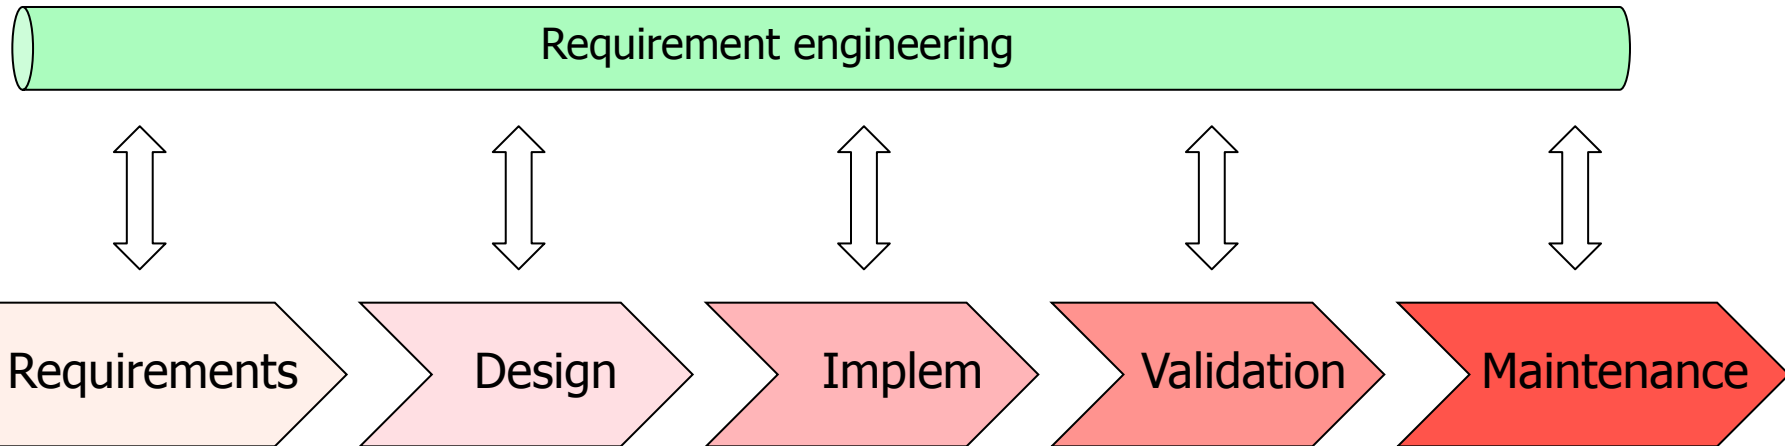 Requirement engineering
Requirements
Design
Implem
Validation
Maintenance